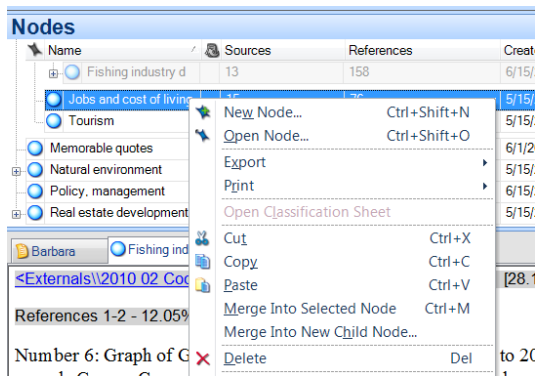 Nodes
Name Sources References Creat
Fishing industry d 13 158 6/15/
Jobs and cost of living 15 76 5/15/
Tourism 5/15/
Memorable quotes 6/1/2
Natural environment 5/15/
Policy, management 6/15/
Real estate development 5/15/
New Node... Ctrl+Shift+N
Open Node... Ctrl+Shift+O
Export
Print
Open Classification Sheet
Cut Ctrl+X
Copy Ctrl+C
Paste Ctrl+V
Merge Into Selected Node Ctrl+M
Merge Into New Child Node...
Delete Del
Barbara Fishing ind
<Externals\\2010 02 Coo [28.1
References 1-2 - 12.05%
Number 6: Graph of G to 20